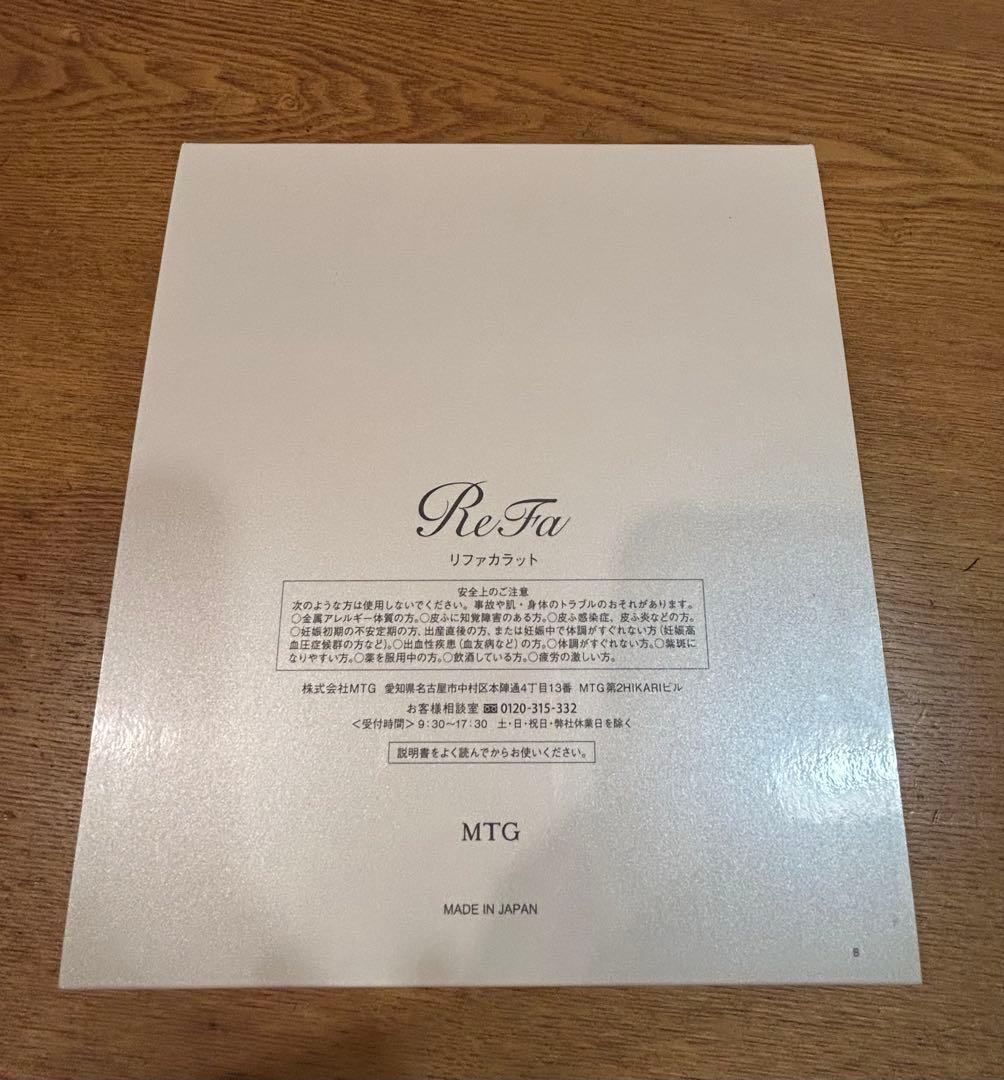 ReFa
リファカラット
安全上のご注意
次のような方は使用しないでください。事故や肌・身体のトラブルのおそれがあります。
○金属アレルギー体質の方。○皮ふに知覚障害のある方。○皮ふ感染症、皮ふ炎などの方。
○妊娠初期の不安定期の方、出産直後の方、または妊娠中で体調がすぐれない方(妊娠高
血圧症候群の方など)。○出血性疾患(血友病など)の方。○体調がすぐれない方。○紫斑に
なりやすい方。○薬を服用中の方。○飲酒している方。○疲労の激しい方。
株式会社MTG 愛知県名古屋市中村区本陣通4丁目13番 MTG第2HIKARIビル
お客様相談室 0120-315-332
<受付時間>9:30〜17:30 土・日・祝日・弊社休業日を除く
説明書をよく読んでからお使いください。
MTG
MADE IN JAPAN
B